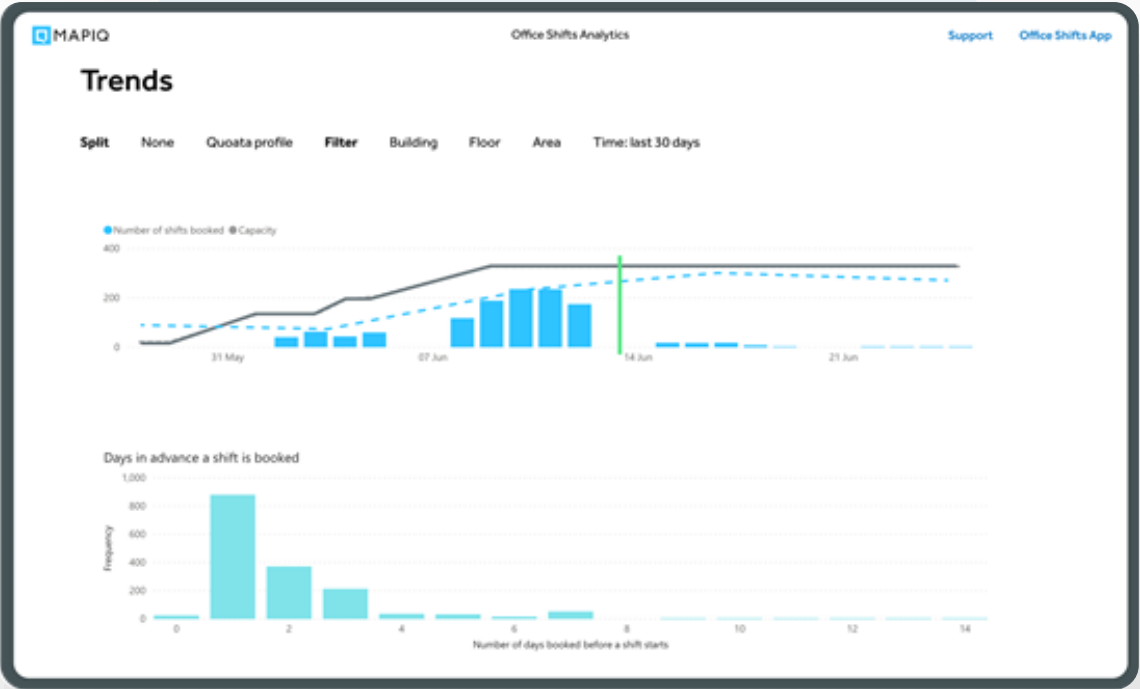 MAPIQ
Office Shifts Analytics
Support
Office Shifts App
Trends
Split None Quoata profile Filter Building Floor Area Time: last 30 days
Number of shifts booked Capacity
400
200
0
31 May 07 Jun 14 Jun 21 Jun
Days in advance a shift is booked
1,000
800
600
400
200
0
Frequency
0 2 4 6 8 10 12 14
Number of days booked before a shift starts